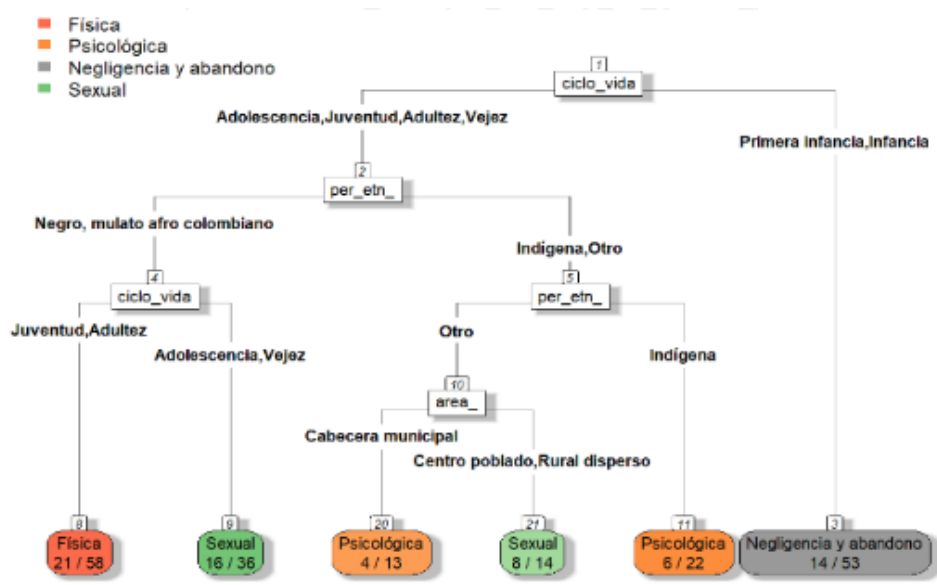 Física
Psicológica
Negligencia y abandono
Sexual
1
ciclo_vida
Adolescencia,Juventud,Adultez,Vejez
Primera infancia,Infancia
2
per_etn_
Negro, mulato afro colombiano
Indígena,Otro
4
ciclo_vida
5
per_etn_
Juventud,Adultez
Adolescencia,Vejez
Otro
Indígena
10
area_
Cabecera municipal
Centro poblado,Rural disperso
8
9
20
21
11
3
Física
21 / 58
Sexual
16 / 36
Psicológica
4 / 13
Sexual
8 / 14
Psicológica
6 / 22
Negligencia y abandono
14 / 53